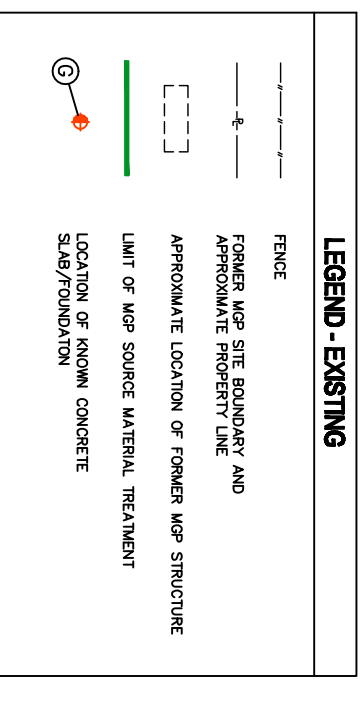 LEGEND - EXISTING
FENCE
PL
FORMER MGP SITE BOUNDARY AND
APPROXIMATE PROPERTY LINE
APPROXIMATE LOCATION OF FORMER MGP STRUCTURE
LIMIT OF MGP SOURCE MATERIAL TREATMENT
G
LOCATION OF KNOWN CONCRETE
SLAB/FOUNDATON